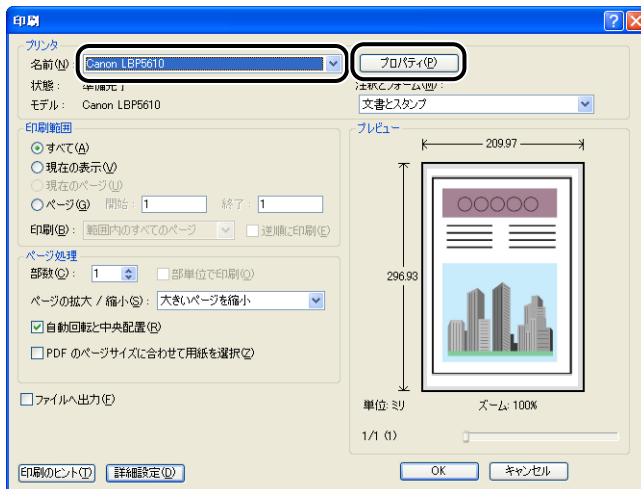 印刷
プリンタ
名前(N): Canon LBP5610 プロパティ(P)
状態: 準備完了 注釈とフォーム(M):
モデル: Canon LBP5610 文書とスタンプ
印刷範囲
すべて(A)
現在の表示(V)
現在のページ(U)
ページ(G) 開始: 1 終了: 1
印刷(B): 範囲内のすべてのページ 逆順に印刷(E)
ページ処理
部数(C): 1 部単位で印刷(O)
ページの拡大 / 縮小(S): 大きいページを縮小
自動回転と中央配置(R)
PDF のページサイズに合わせて用紙を選択(Z)
ファイルへ出力(F)
プレビュー
209.97
296.93
○○○○○
単位: ミリ ズーム: 100%
1/1 (1)
印刷のヒント(T) 詳細設定(D) OK キャンセル